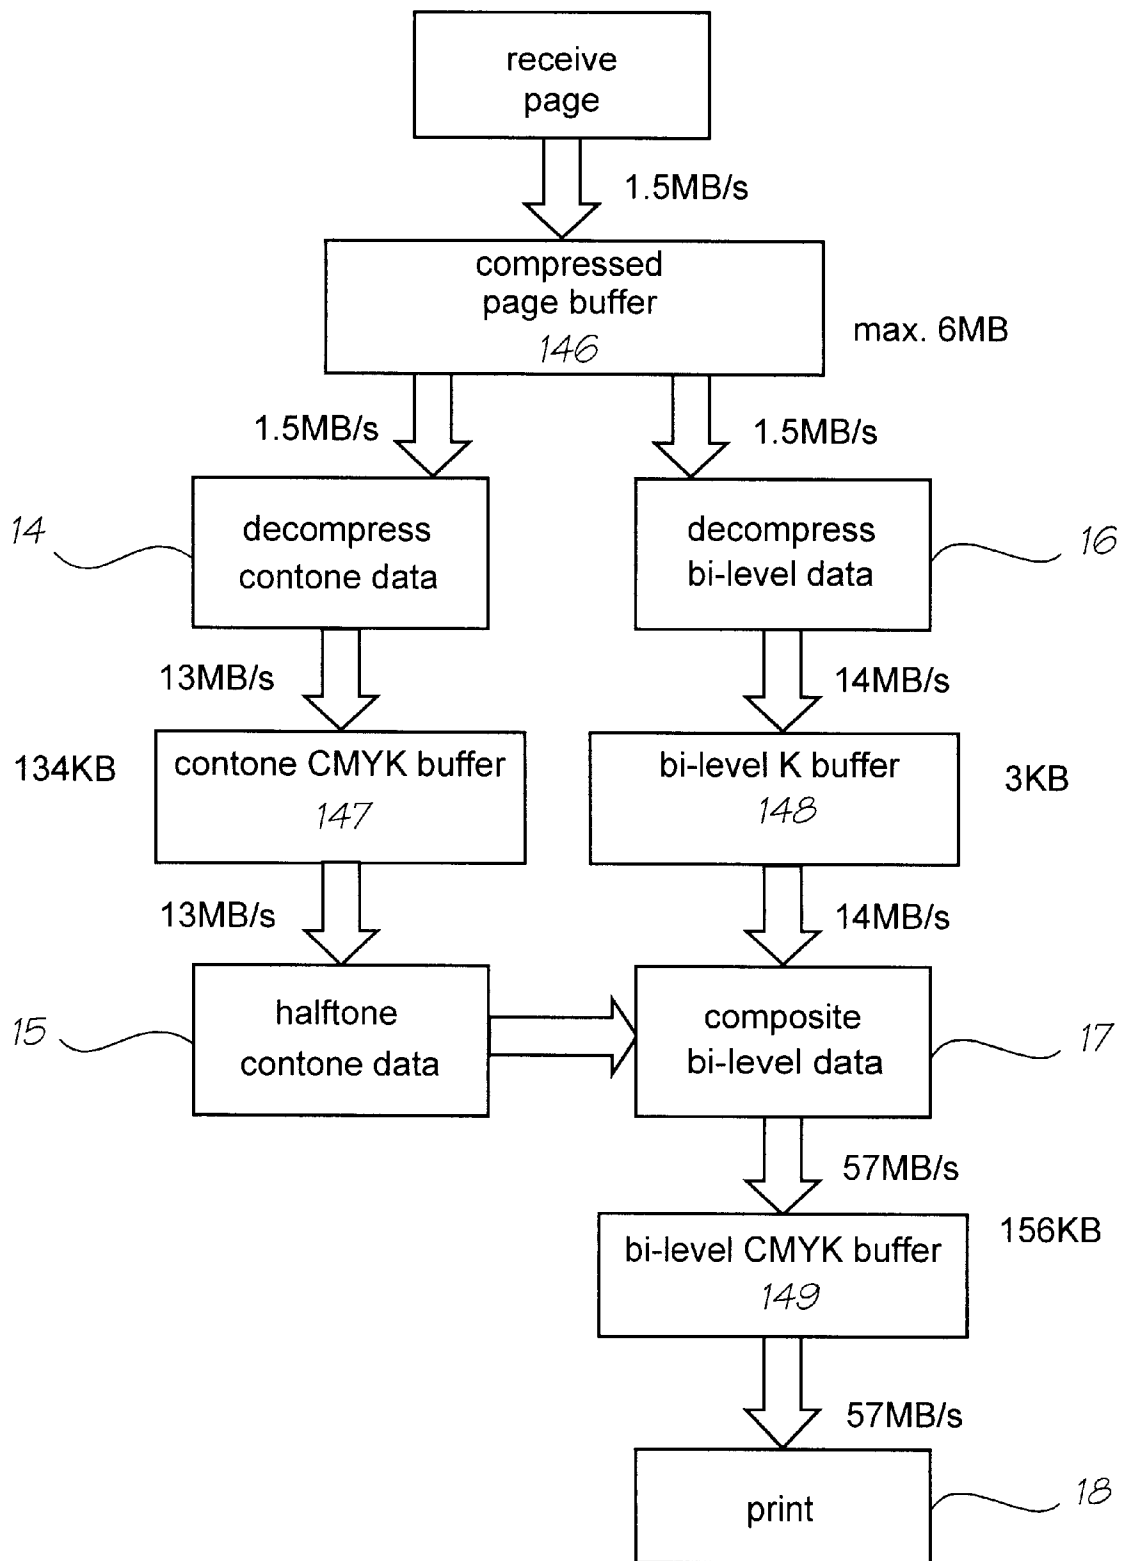 receive
page
1.5MB/s
compressed
page buffer
146
max. 6MB
1.5MB/s
1.5MB/s
14
decompress
contone data
decompress
bi-level data
16
13MB/s
14MB/s
134KB
contone CMYK buffer
147
bi-level K buffer
148
3KB
13MB/s
14MB/s
15
halftone
contone data
composite
bi-level data
17
57MB/s
156KB
bi-level CMYK buffer
149
57MB/s
print
18